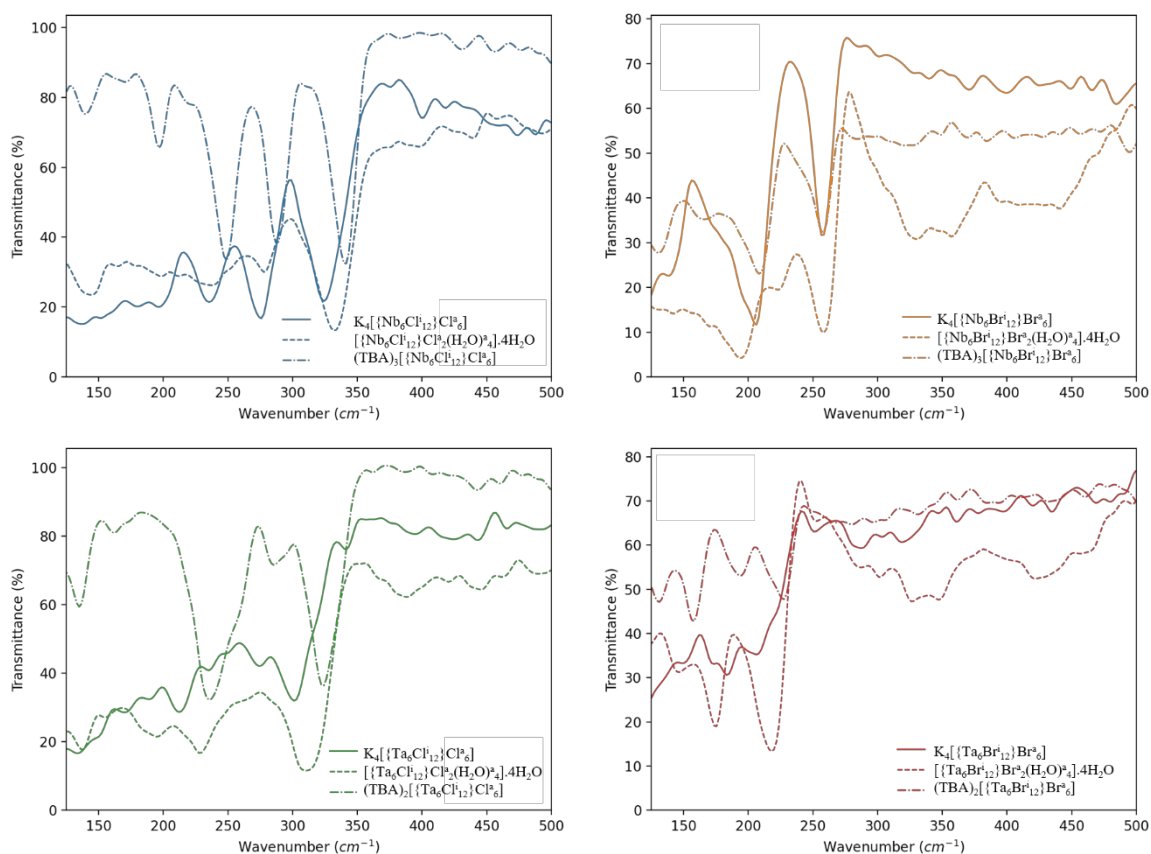 100
80
60
40
20
0
Transmittance (%)
K₄[{Nb₆Clⁱ₁₂}Clᵃ₆]
[{Nb₆Clⁱ₁₂}Clᵃ₂(H₂O)ᵃ₄].4H₂O
(TBA)₃[{Nb₆Clⁱ₁₂}Clᵃ₆]
150 200 250 300 350 400 450 500
Wavenumber (cm⁻¹)
80
70
60
50
40
30
20
10
0
Transmittance (%)
K₄[{Nb₆Brⁱ₁₂}Brᵃ₆]
[{Nb₆Brⁱ₁₂}Brᵃ₂(H₂O)ᵃ₄].4H₂O
(TBA)₃[{Nb₆Brⁱ₁₂}Brᵃ₆]
150 200 250 300 350 400 450 500
Wavenumber (cm⁻¹)
100
80
60
40
20
0
Transmittance (%)
K₄[{Ta₆Clⁱ₁₂}Clᵃ₆]
[{Ta₆Clⁱ₁₂}Clᵃ₂(H₂O)ᵃ₄].4H₂O
(TBA)₂[{Ta₆Clⁱ₁₂}Clᵃ₆]
150 200 250 300 350 400 450 500
Wavenumber (cm⁻¹)
80
70
60
50
40
30
20
10
0
Transmittance (%)
K₄[{Ta₆Brⁱ₁₂}Brᵃ₆]
[{Ta₆Brⁱ₁₂}Brᵃ₂(H₂O)ᵃ₄].4H₂O
(TBA)₂[{Ta₆Brⁱ₁₂}Brᵃ₆]
150 200 250 300 350 400 450 500
Wavenumber (cm⁻¹)